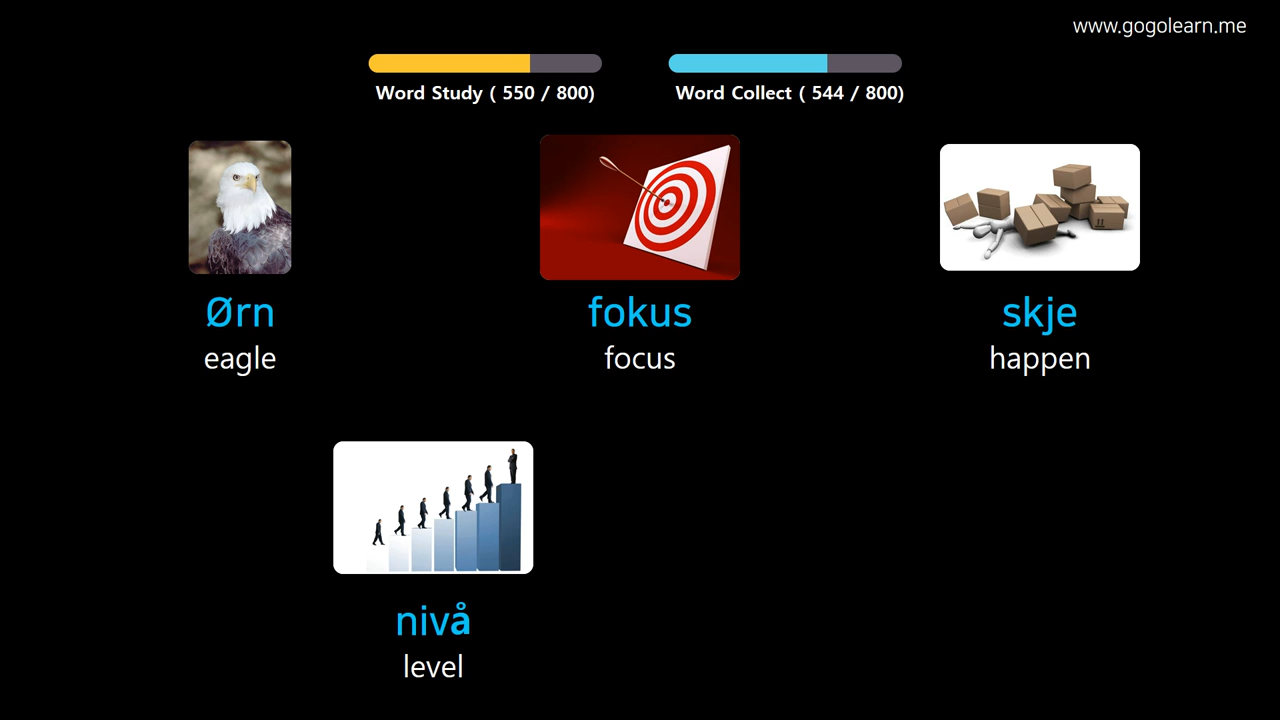 www.gogolearn.me
Word Study ( 550 / 800)
Word Collect ( 544 / 800)
Ørn
eagle
fokus
focus
skje
happen
nivå
level